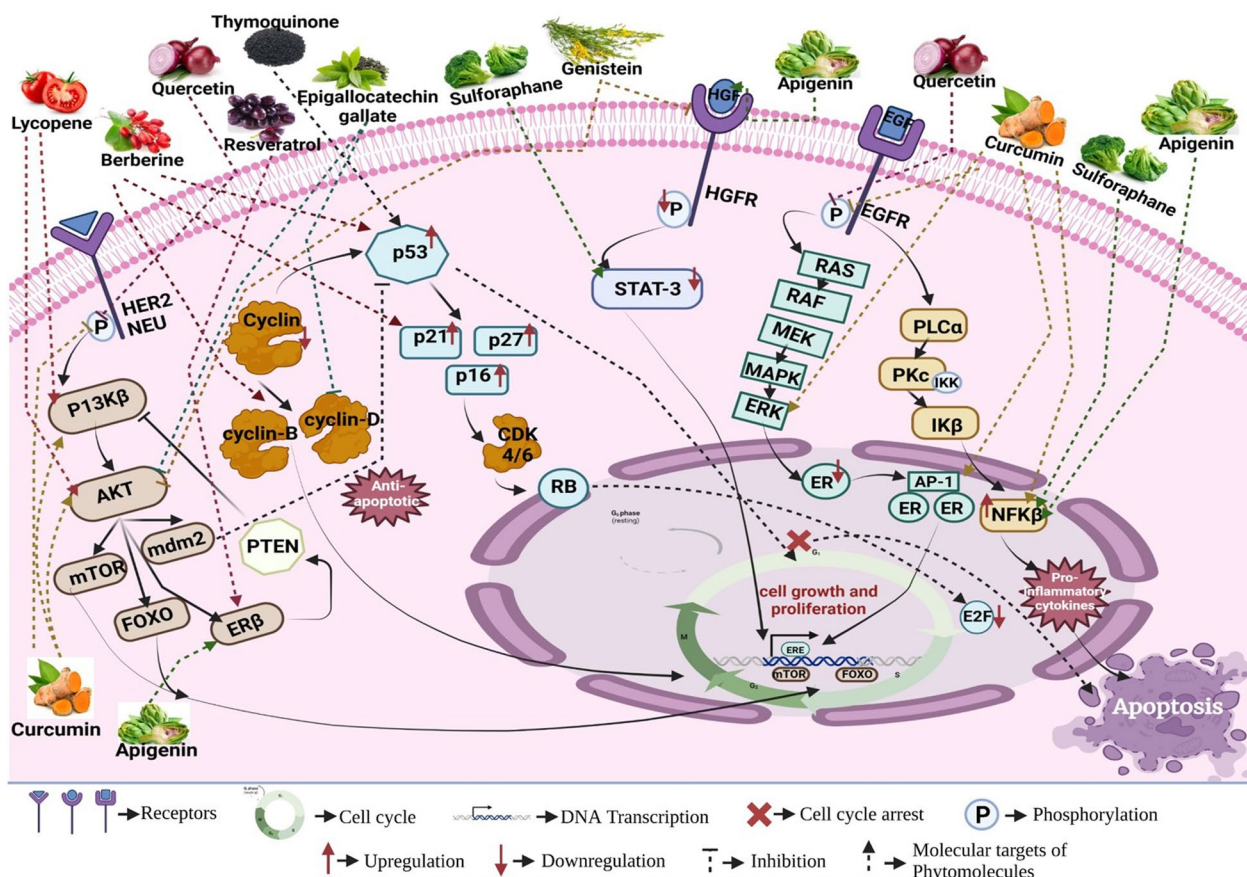 Thymoquinone
Quercetin
Lycopene
Berberine
Resveratrol
Epigallocatechin
gallate
Sulforaphane
Genistein
HGF
Apigenin
Quercetin
EGF
Curcumin
Sulforaphane
Apigenin
HER2
NEU
P
P
HGFR
P
EGFR
p53
STAT-3
RAS
RAF
MEK
MAPK
ERK
PLCα
PKc
IKK
IKβ
Cyclin
p21
p27
p16
cyclin-B
cyclin-D
CDK
4/6
RB
P13Kβ
AKT
Anti-
apoptotic
mdm2
mTOR
PTEN
FOXO
ERβ
ER
AP-1
ER
ER
NFKβ
G₀ phase
(resting)
G₁
cell growth and
proliferation
E2F
Pro-
inflammatory
cytokines
M
ERE
mTOR
FOXO
S
G₂
Apoptosis
Curcumin
Apigenin
Receptors
Cell cycle
DNA Transcription
Cell cycle arrest
P
Phosphorylation
Upregulation
Downregulation
Inhibition
Molecular targets of
Phytomolecules